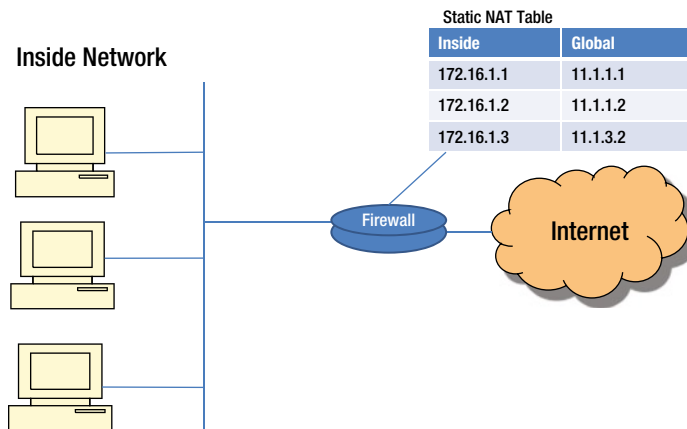 Static NAT Table
Inside Global
172.16.1.1 11.1.1.1
172.16.1.2 11.1.1.2
172.16.1.3 11.1.3.2
Inside Network
Firewall
Internet